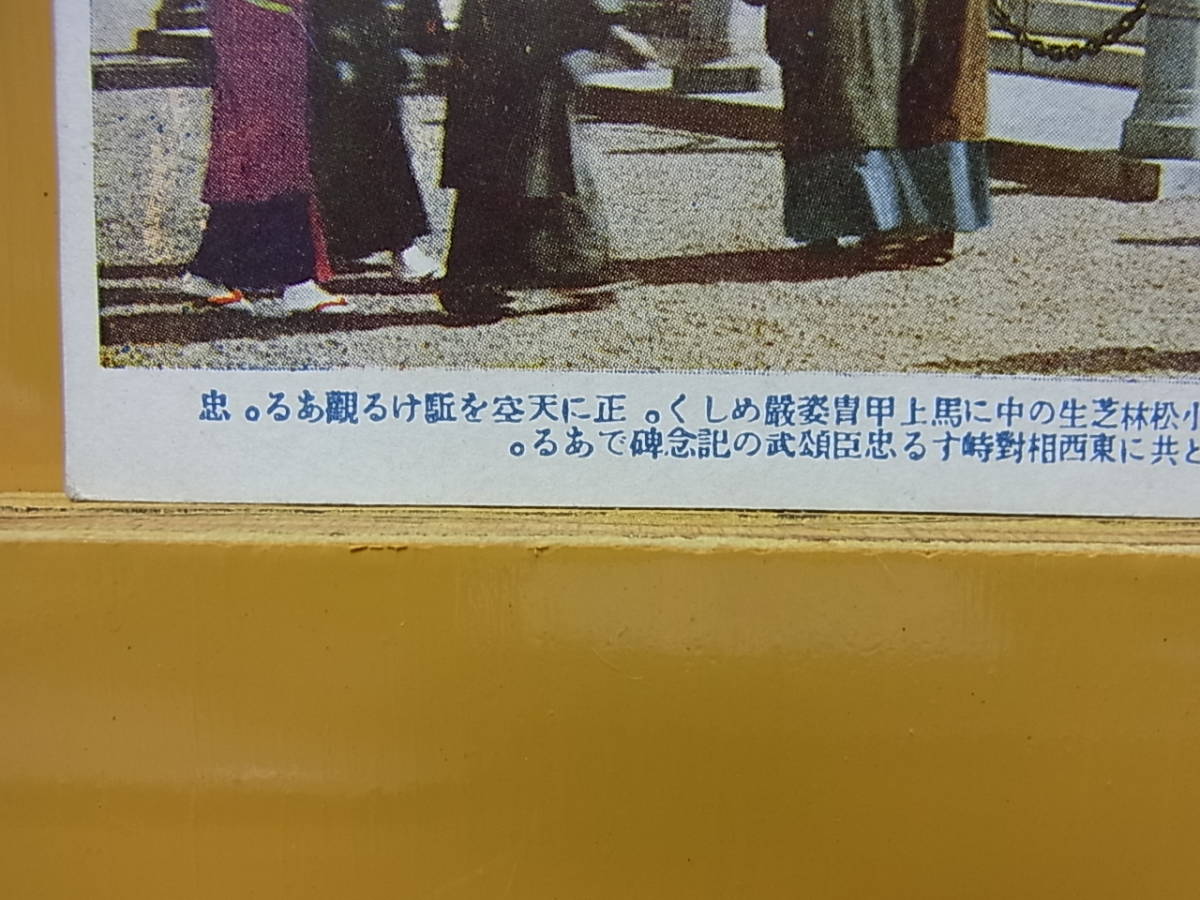 小松林芝生の中に馬上甲冑姿嚴めしく。正に天空を駈ける觀ある。忠
と共に東西相對峙する忠臣頌武の記念碑である。